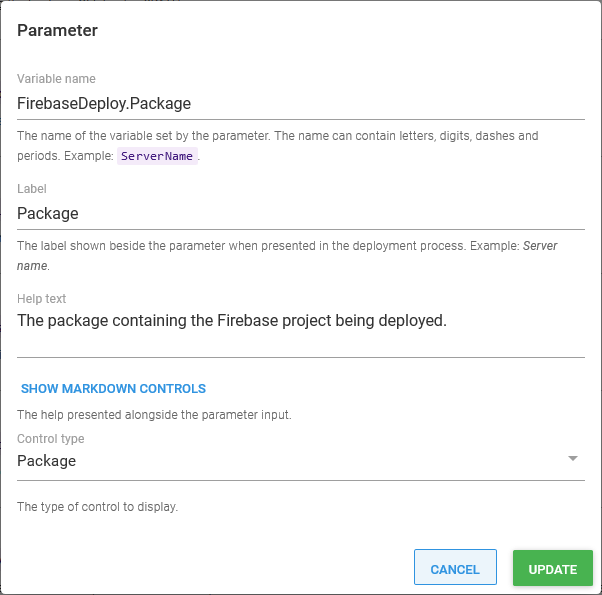 Parameter
Variable name
FirebaseDeploy.Package
The name of the variable set by the parameter. The name can contain letters, digits, dashes and
periods. Example: ServerName.
Label
Package
The label shown beside the parameter when presented in the deployment process. Example: Server
name.
Help text
The package containing the Firebase project being deployed.
SHOW MARKDOWN CONTROLS
The help presented alongside the parameter input.
Control type
Package
The type of control to display.
CANCEL UPDATE